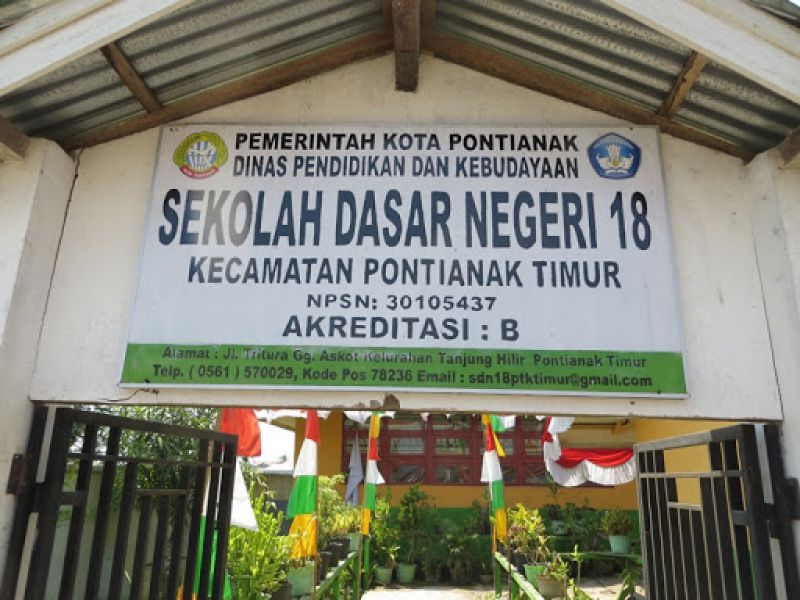 PEMERINTAH KOTA PONTIANAK
DINAS PENDIDIKAN DAN KEBUDAYAAN
SEKOLAH DASAR NEGERI 18
KECAMATAN PONTIANAK TIMUR
NPSN: 30105437
AKREDITASI : B
Alamat : Jl. Tritura Gg. Askot Kelurahan Tanjung Hilir Pontianak Timur
Telp. ( 0561 ) 570029, Kode Pos 78236 Email : sdn18ptktimur@gmail.com